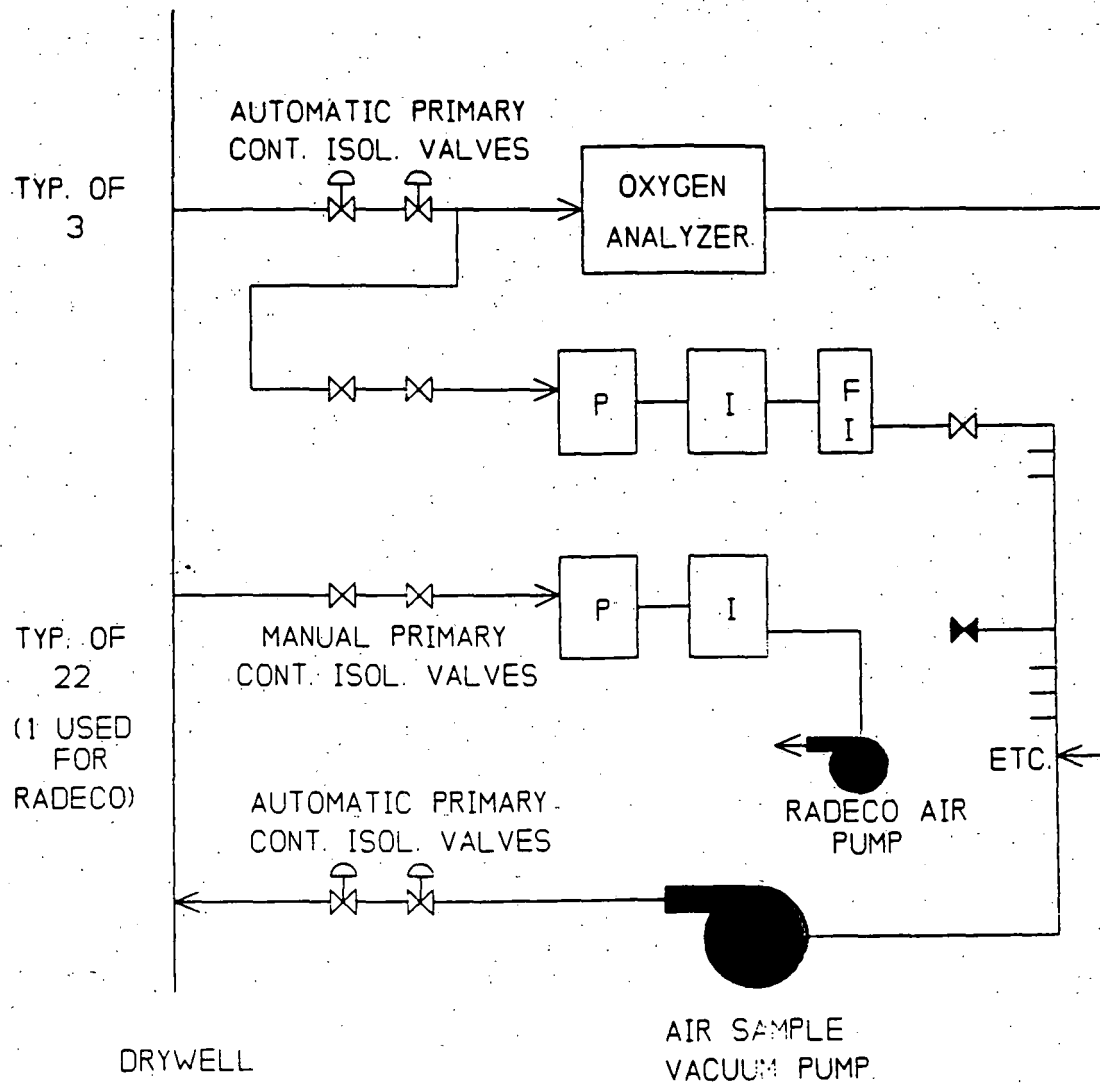 AUTOMATIC PRIMARY
CONT. ISOL. VALVES
TYP. OF
3
OXYGEN
ANALYZER
P
I
F
I
MANUAL PRIMARY
CONT. ISOL. VALVES
P
I
TYP. OF
22
(1 USED
FOR
RADECO)
ETC.
RADECO AIR
PUMP
AUTOMATIC PRIMARY
CONT. ISOL. VALVES
AIR SAMPLE
VACUUM PUMP
DRYWELL